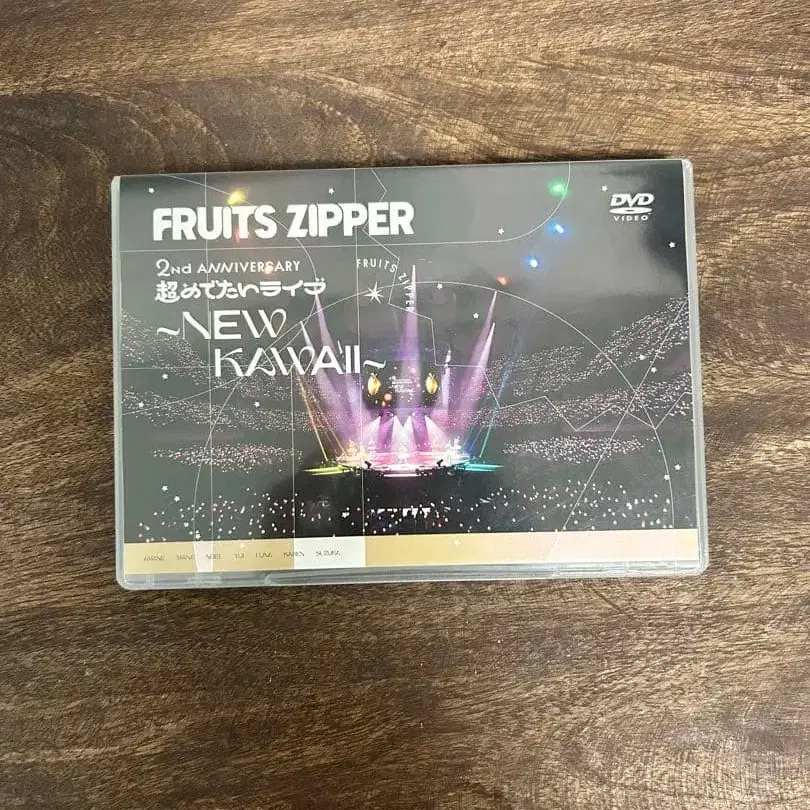 FRUITS ZIPPER
DVD
VIDEO
2ND ANNIVERSARY
超めでたいライブ
~NEW
KAWAII~
FRUITS ZIPPER
AMANE MANA NOEL YUI LUNA KAREN SUZUKA